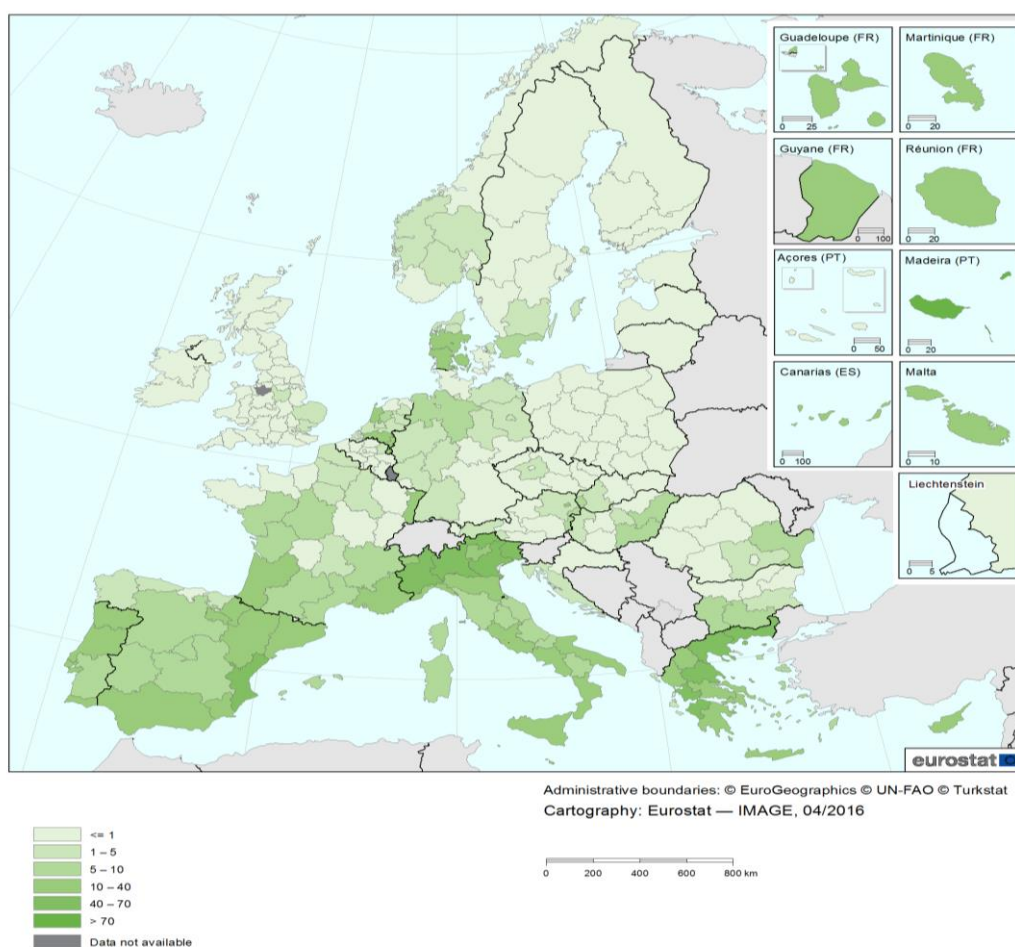 Guadeloupe (FR)
0 25
Martinique (FR)
0 20
Guyane (FR)
0 100
Réunion (FR)
0 20
Açores (PT)
0 50
Madeira (PT)
0 20
Canarias (ES)
0 100
Malta
0 10
Liechtenstein
0 5
eurostat
Administrative boundaries: © EuroGeographics © UN-FAO © Turkstat
Cartography: Eurostat — IMAGE, 04/2016
<= 1
1 – 5
5 – 10
10 – 40
40 – 70
> 70
Data not available
0 200 400 600 800 km